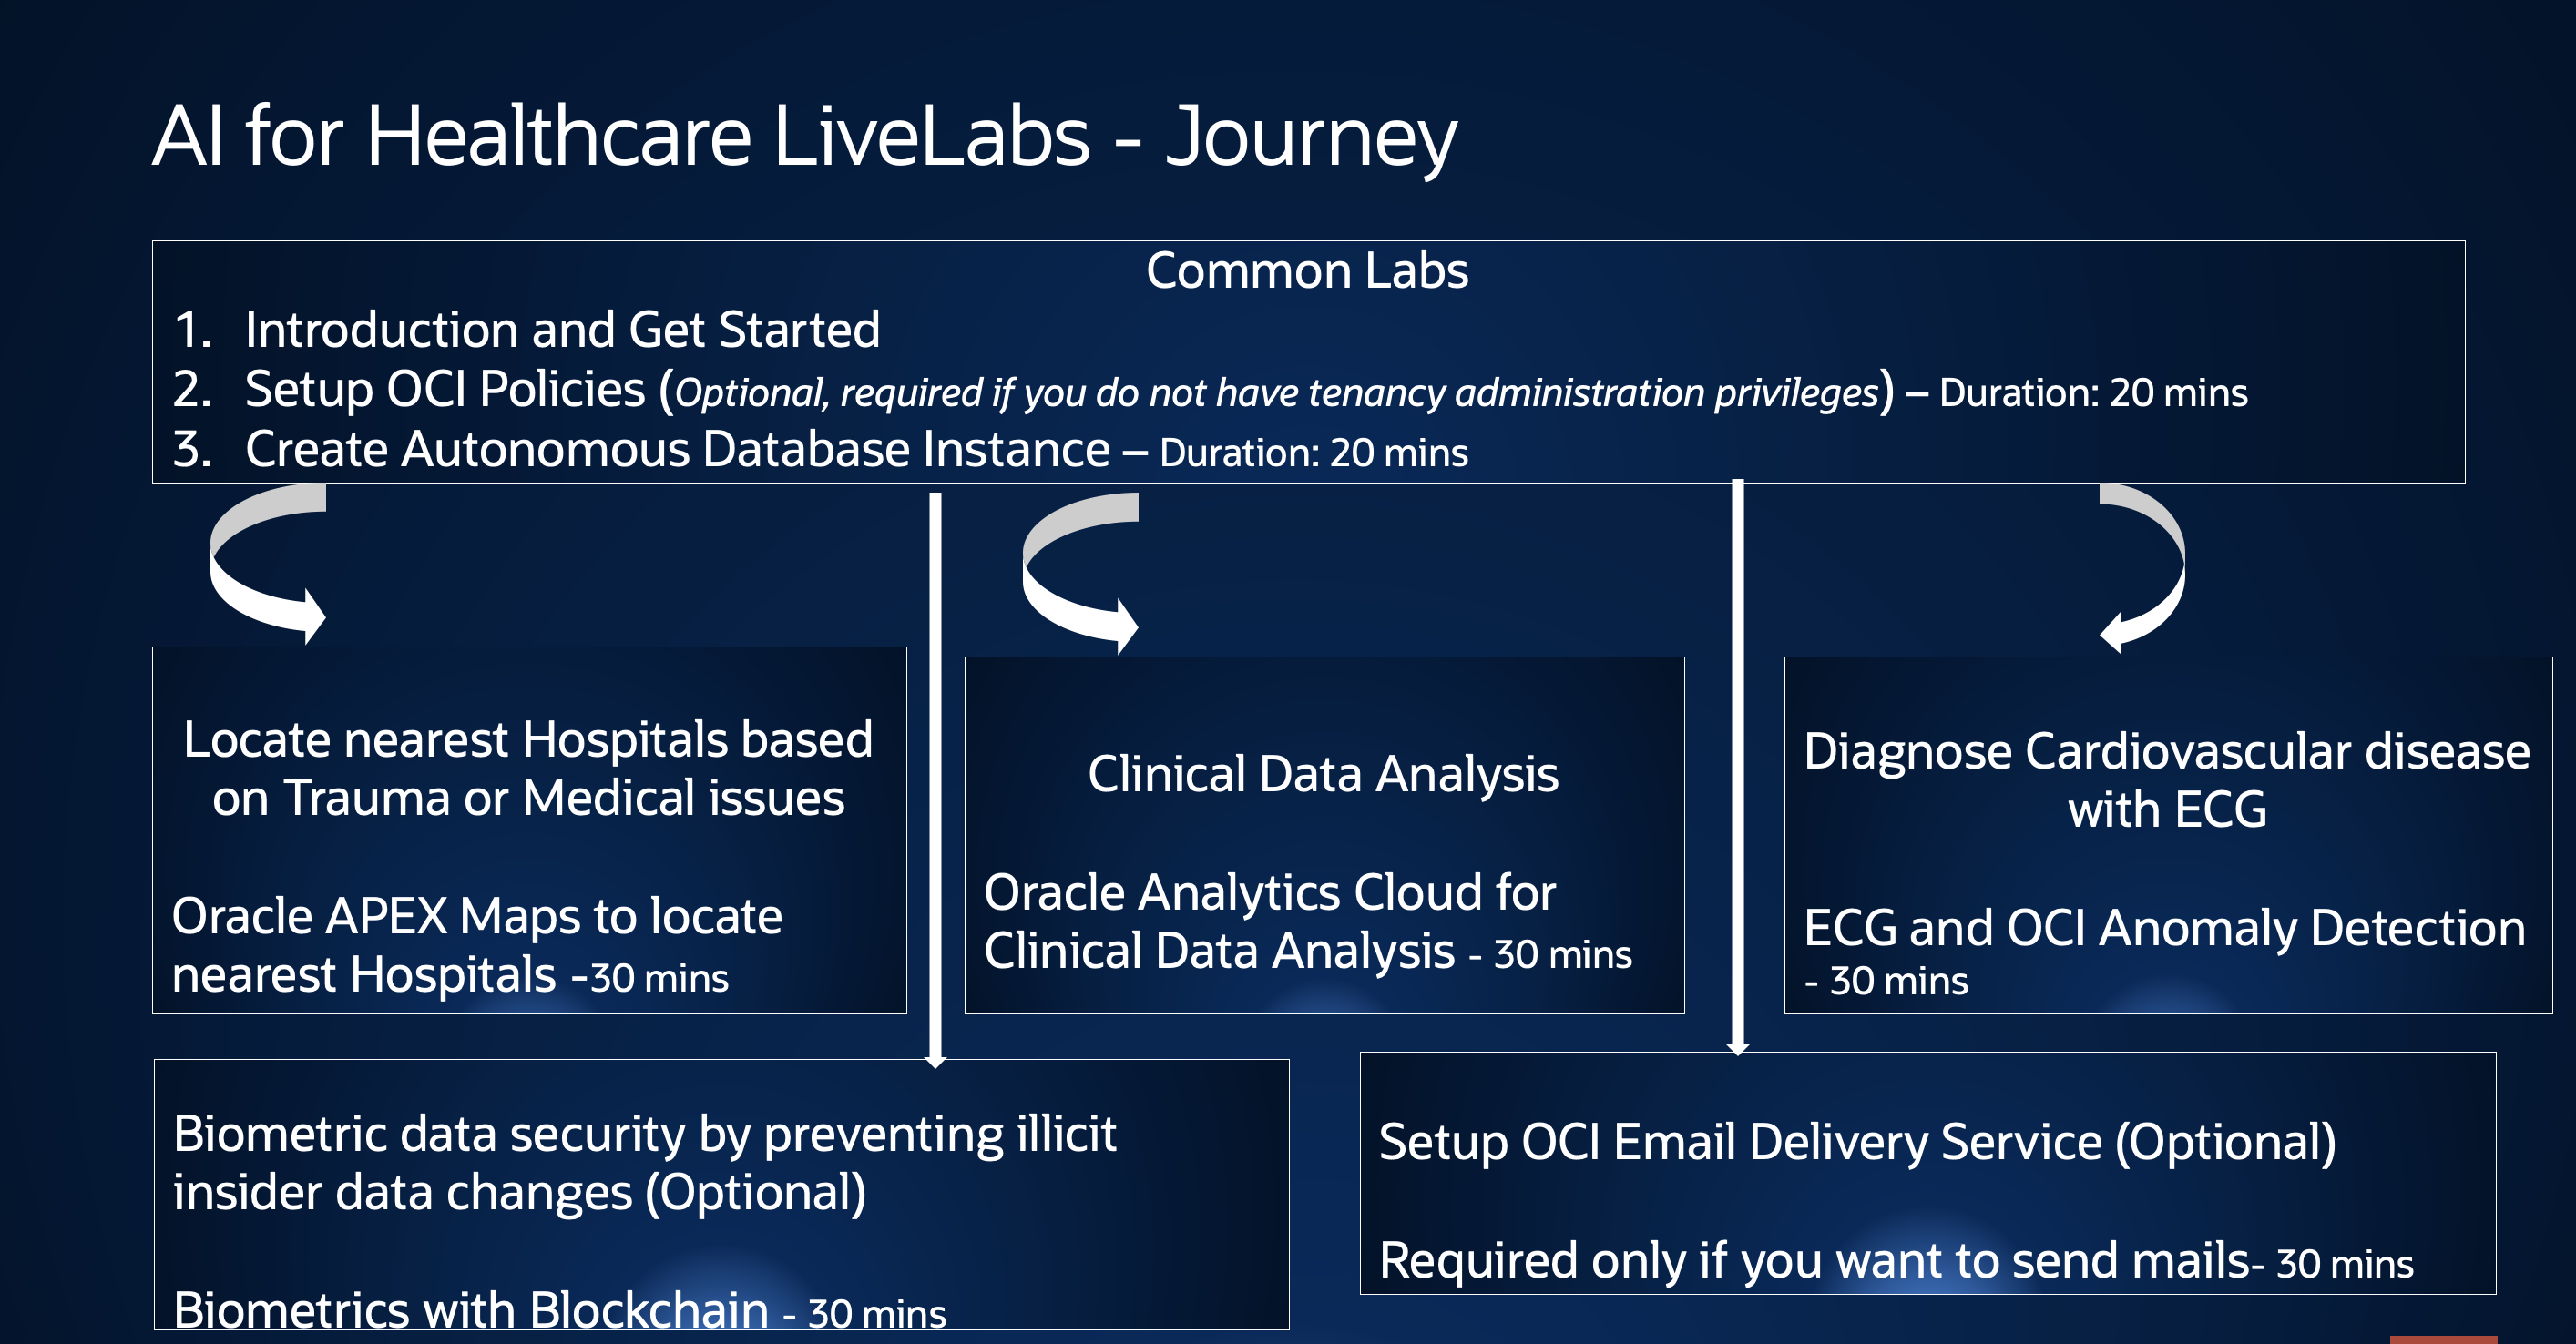 AI for Healthcare LiveLabs - Journey
Common Labs
1. Introduction and Get Started
2. Setup OCI Policies (Optional, required if you do not have tenancy administration privileges) – Duration: 20 mins
3. Create Autonomous Database Instance – Duration: 20 mins
Locate nearest Hospitals based
on Trauma or Medical issues
Oracle APEX Maps to locate
nearest Hospitals -30 mins
Clinical Data Analysis
Oracle Analytics Cloud for
Clinical Data Analysis - 30 mins
Diagnose Cardiovascular disease
with ECG
ECG and OCI Anomaly Detection
- 30 mins
Biometric data security by preventing illicit
insider data changes (Optional)
Biometrics with Blockchain - 30 mins
Setup OCI Email Delivery Service (Optional)
Required only if you want to send mails- 30 mins